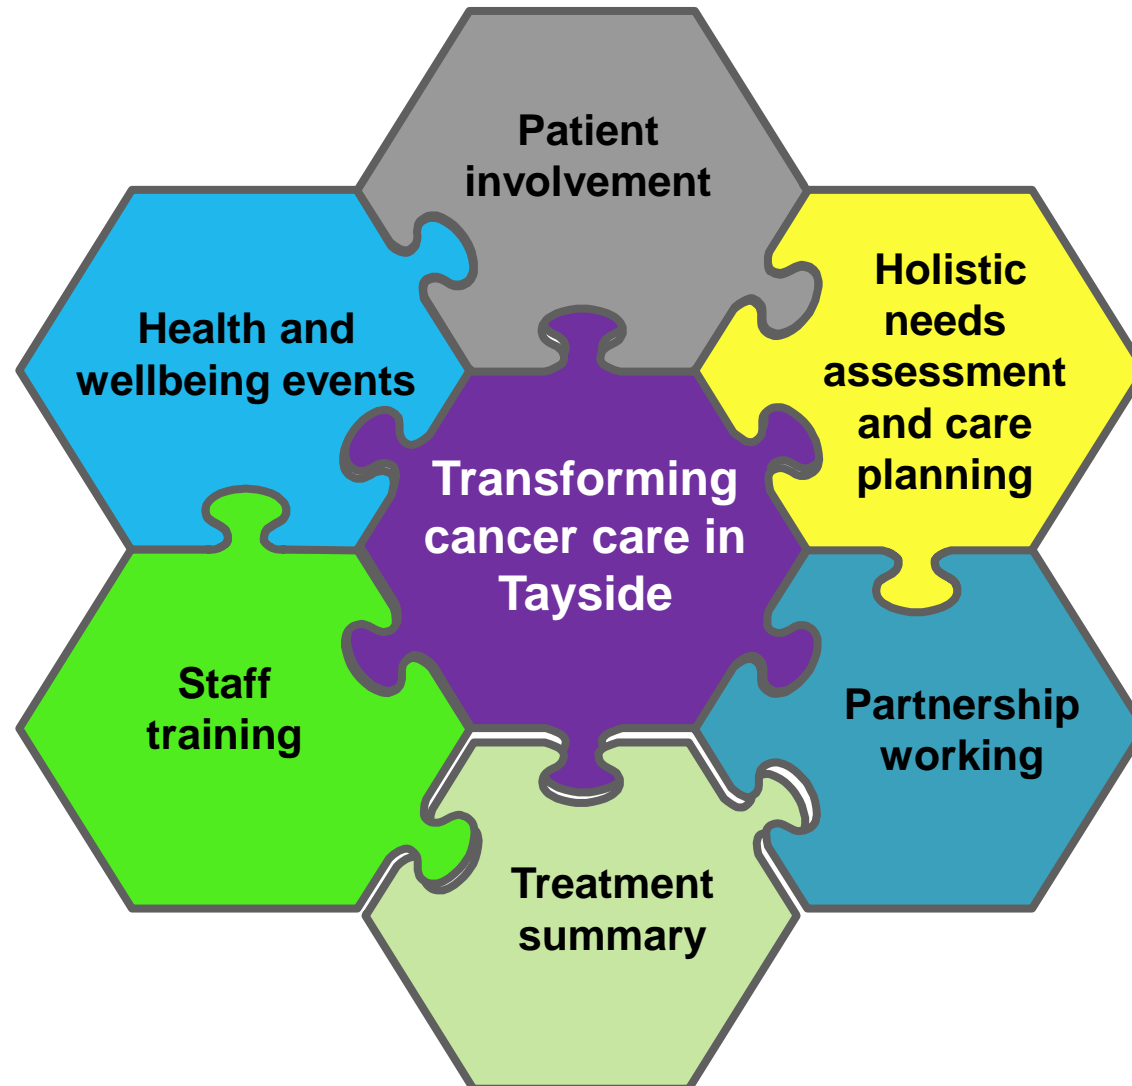 Patient
involvement
Holistic
needs
assessment
and care
planning
Health and
wellbeing events
Transforming
cancer care in
Tayside
Staff
training
Partnership
working
Treatment
summary